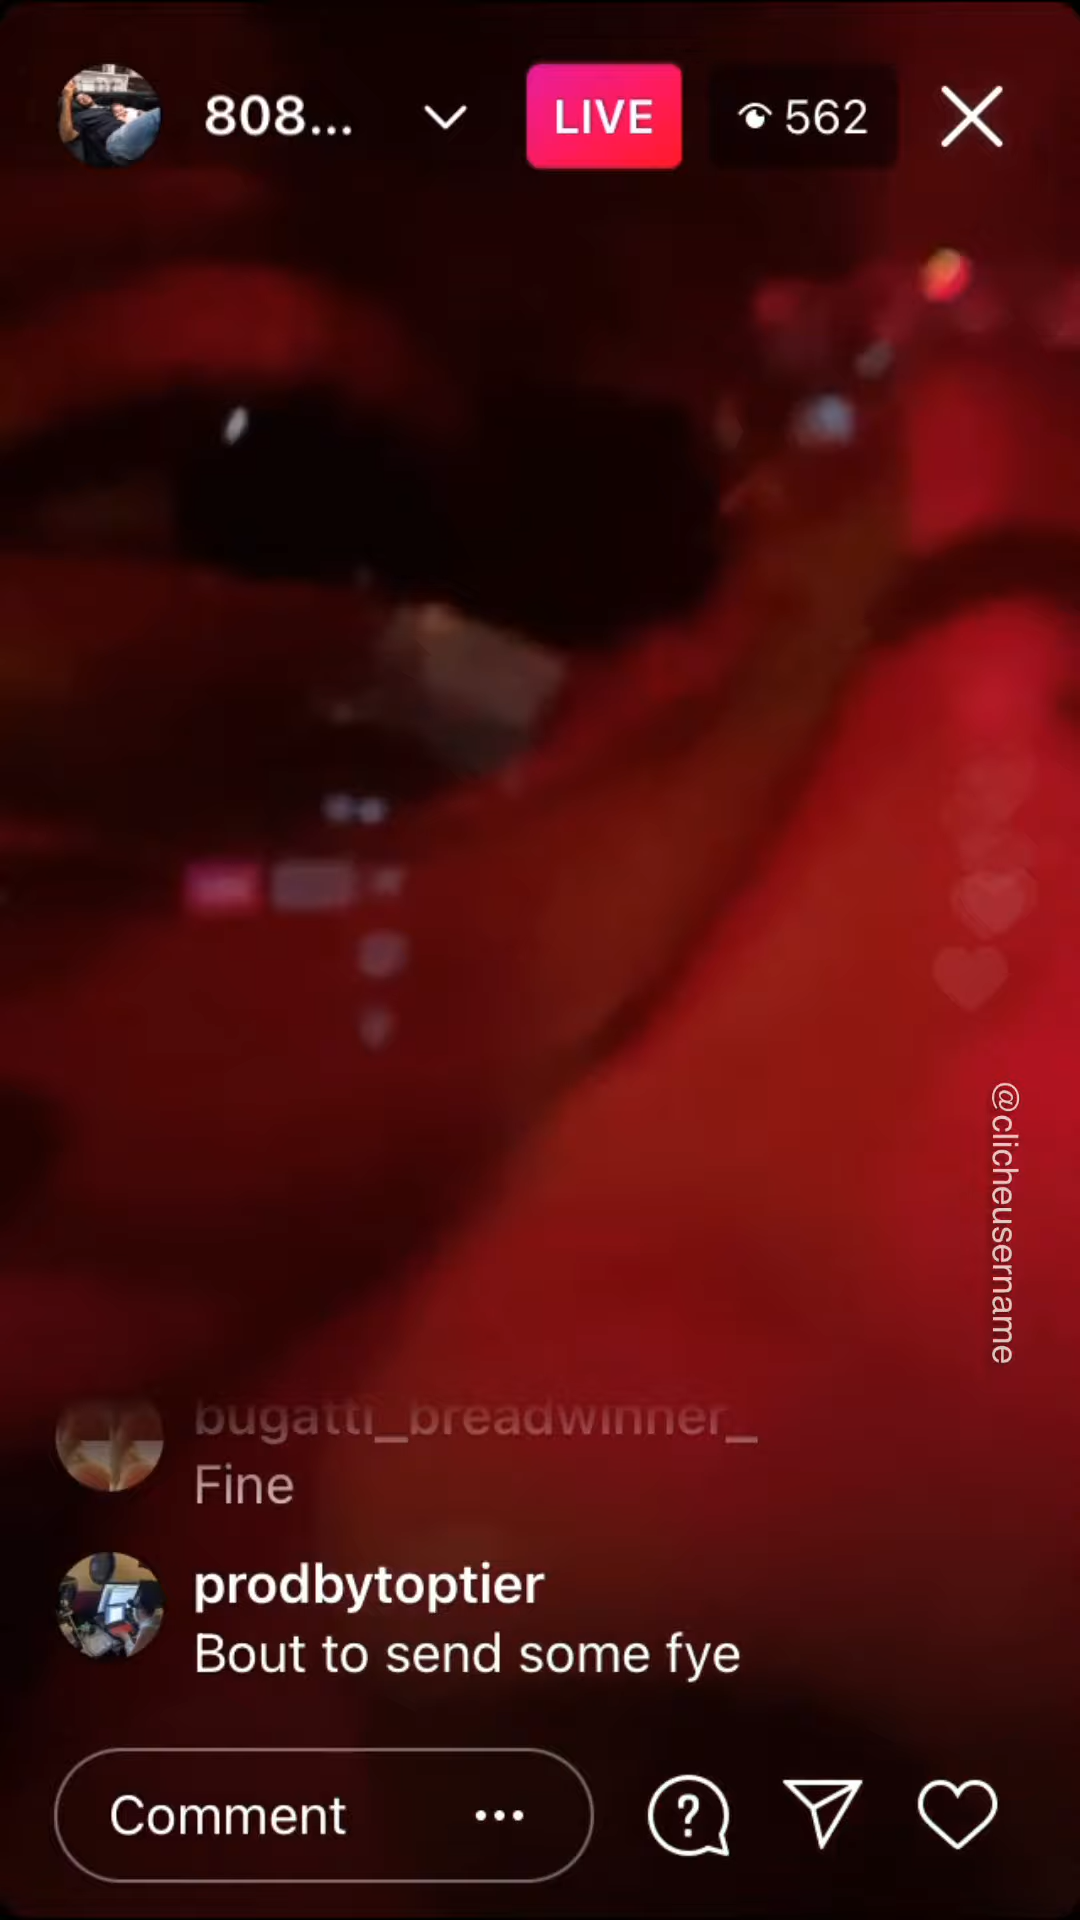 808...
LIVE
562
@clicheusername
bugatti_breadwinner_
Fine
prodbytoptier
Bout to send some fye
Comment